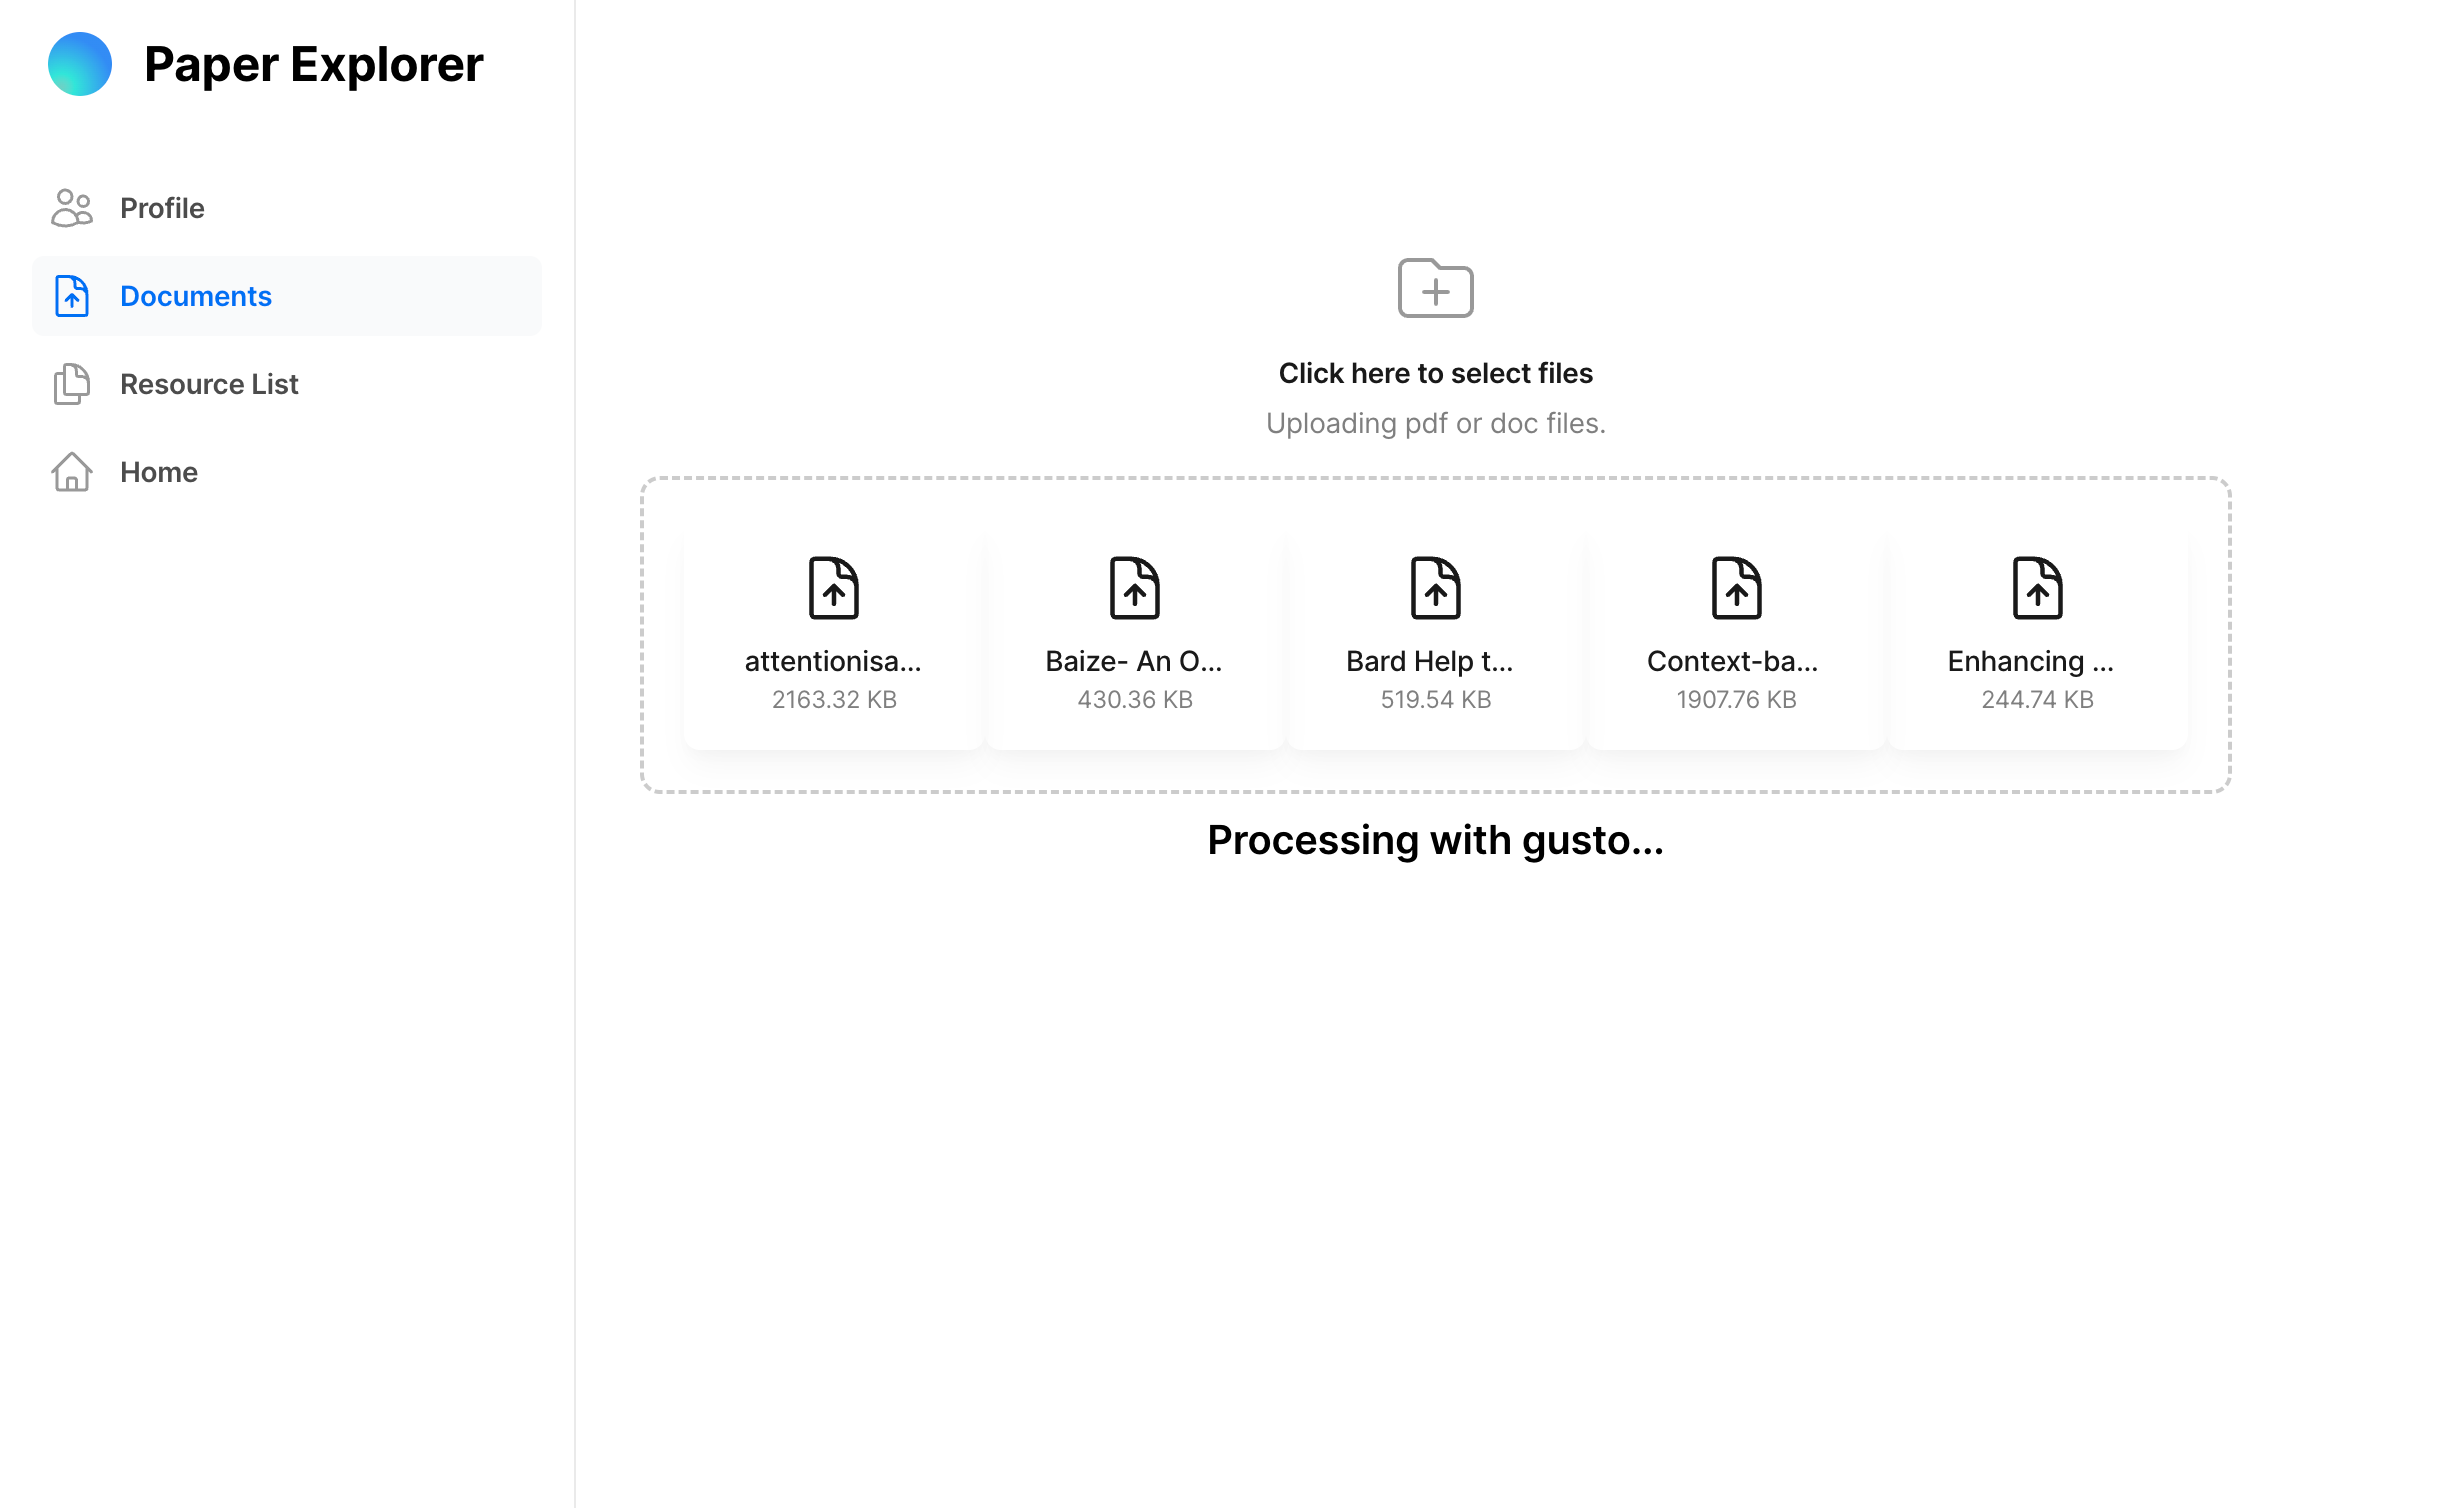 Paper Explorer
Profile
Documents
Resource List
Home
Click here to select files
Uploading pdf or doc files.
attentionisa...
2163.32 KB
Baize- An O...
430.36 KB
Bard Help t...
519.54 KB
Context-ba...
1907.76 KB
Enhancing ...
244.74 KB
Processing with gusto...